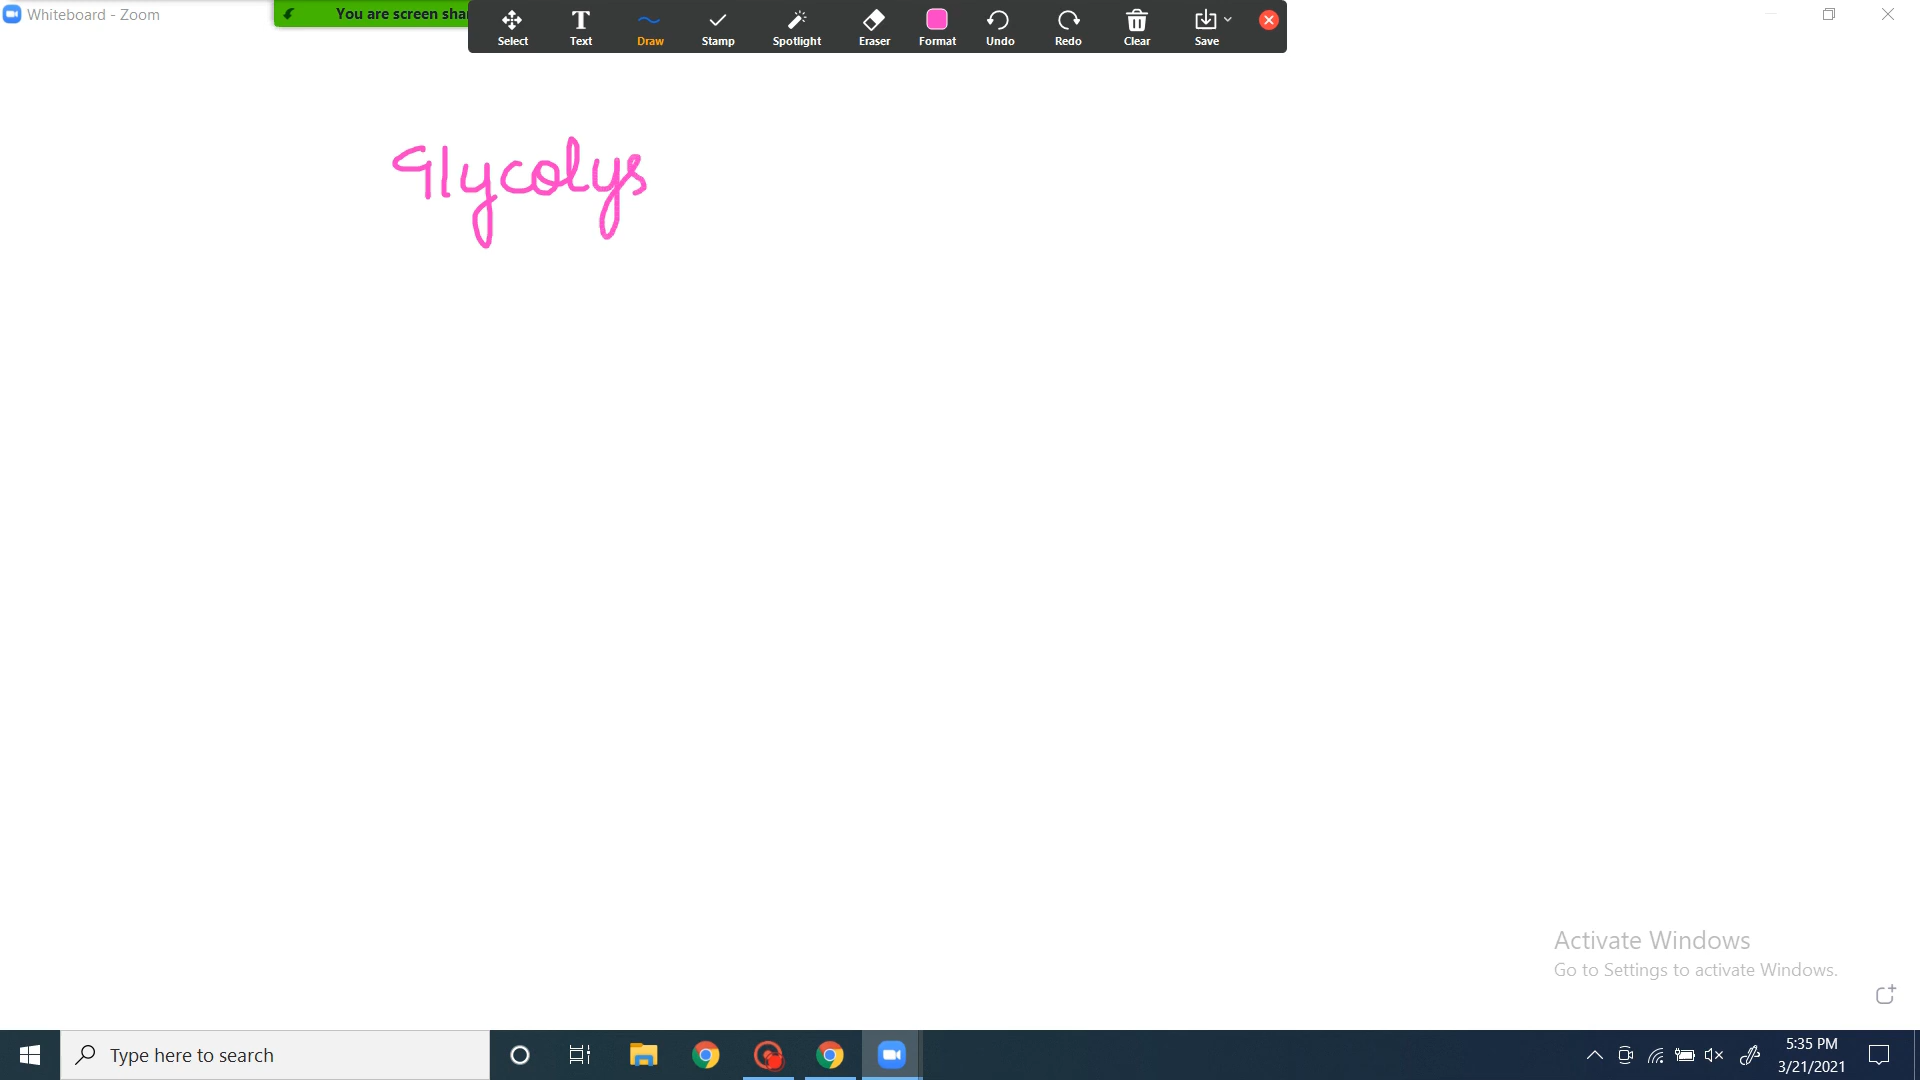 Whiteboard - Zoom
You are screen sha
Select Text Draw Stamp Spotlight Eraser Format Undo Redo Clear Save
Glycolys
Activate Windows
Go to Settings to activate Windows.
Type here to search
5:35 PM
3/21/2021